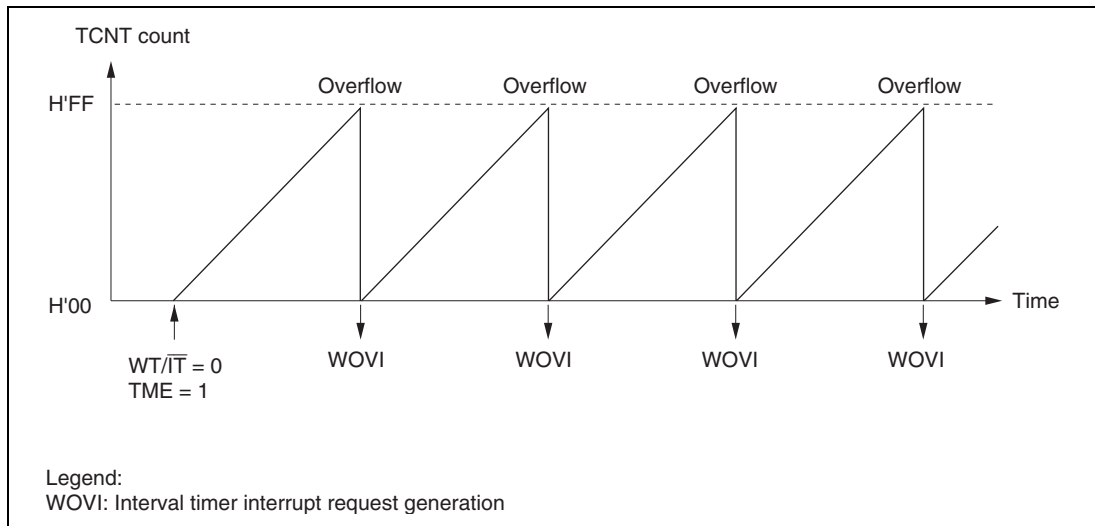 TCNT count
Overflow Overflow Overflow Overflow
H'FF
H'00
Time
WT/I̅T̅ = 0
TME = 1
WOVI WOVI WOVI WOVI
Legend:
WOVI: Interval timer interrupt request generation